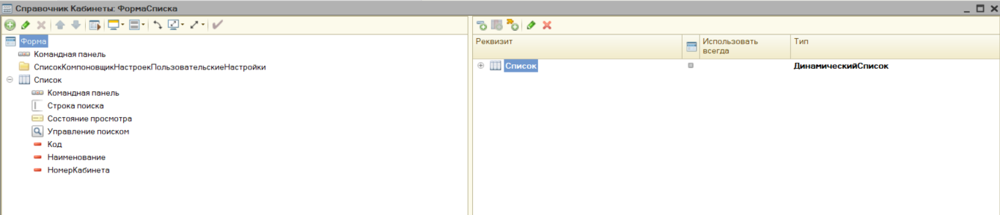 Справочник Кабинеты: ФормаСписка
Форма
Командная панель
СписокКомпоновщикНастроекПользовательскиеНастройки
Список
Командная панель
Строка поиска
Состояние просмотра
Управление поиском
Код
Наименование
НомерКабинета
Реквизит
Использовать
всегда
Тип
Список
ДинамическийСписок